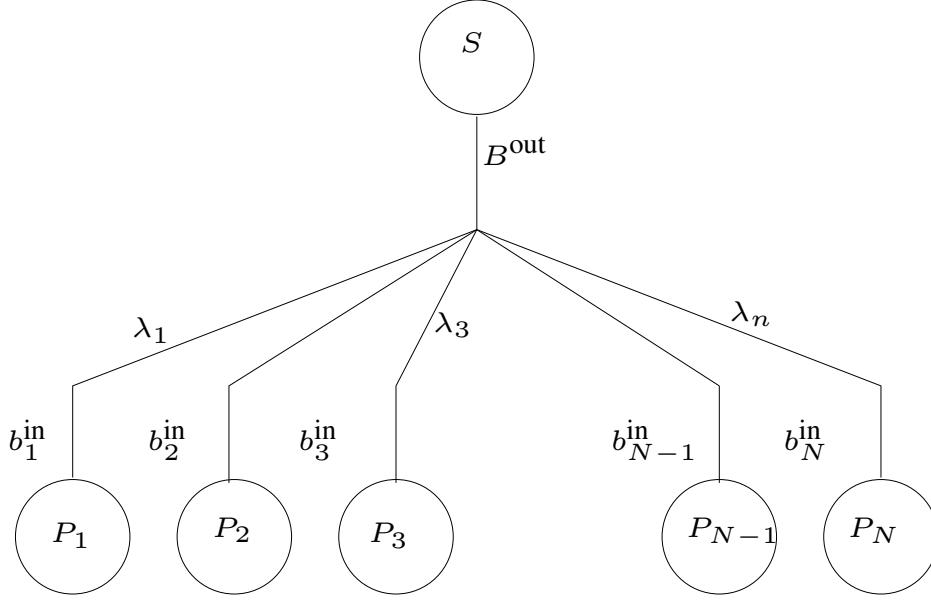 S
B^out
λ_1 λ_3 λ_n
b_1^in b_2^in b_3^in b_{N−1}^in b_N^in
P_1 P_2 P_3 P_{N−1} P_N